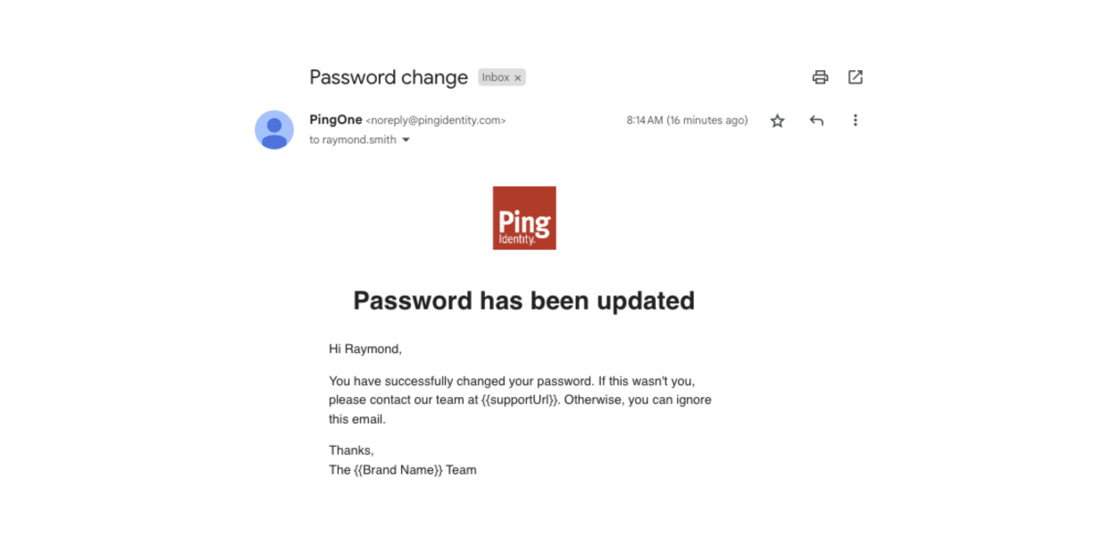 Password change Inbox ×
PingOne <noreply@pingidentity.com> 8:14 AM (16 minutes ago)
to raymond.smith
Ping
Identity.
Password has been updated
Hi Raymond,
You have successfully changed your password. If this wasn't you,
please contact our team at {{supportUrl}}. Otherwise, you can ignore
this email.
Thanks,
The {{Brand Name}} Team